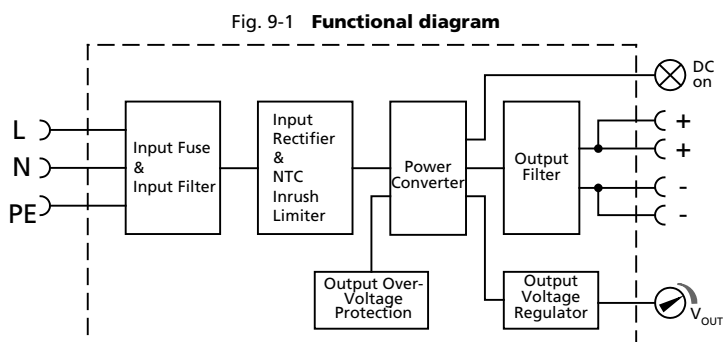 Fig. 9-1 Functional diagram
DC
on
L
N
PE
Input Fuse
&
Input Filter
Input
Rectifier
&
NTC
Inrush
Limiter
Power
Converter
Output
Filter
+
+
-
-
Output Over-
Voltage
Protection
Output
Voltage
Regulator
VOUT